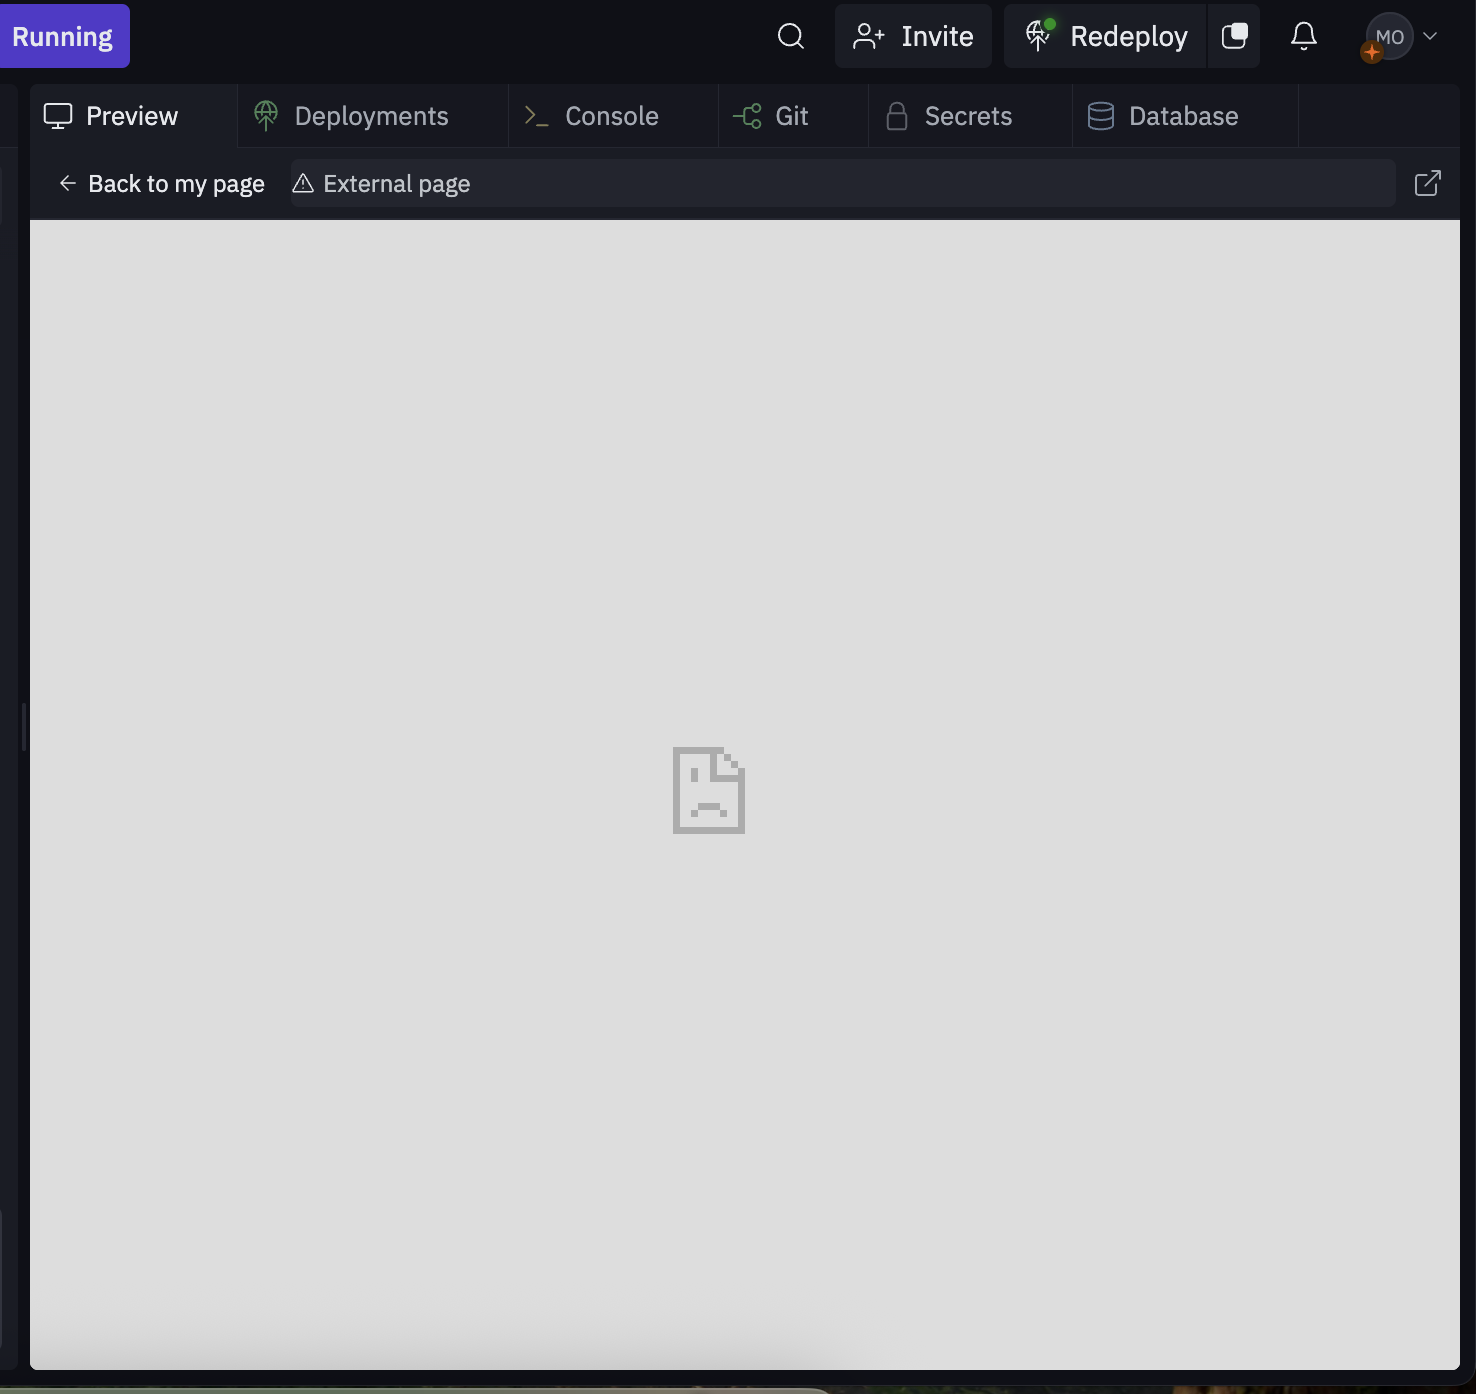 Running
Invite
Redeploy
MO
Preview
Deployments
Console
Git
Secrets
Database
Back to my page
External page